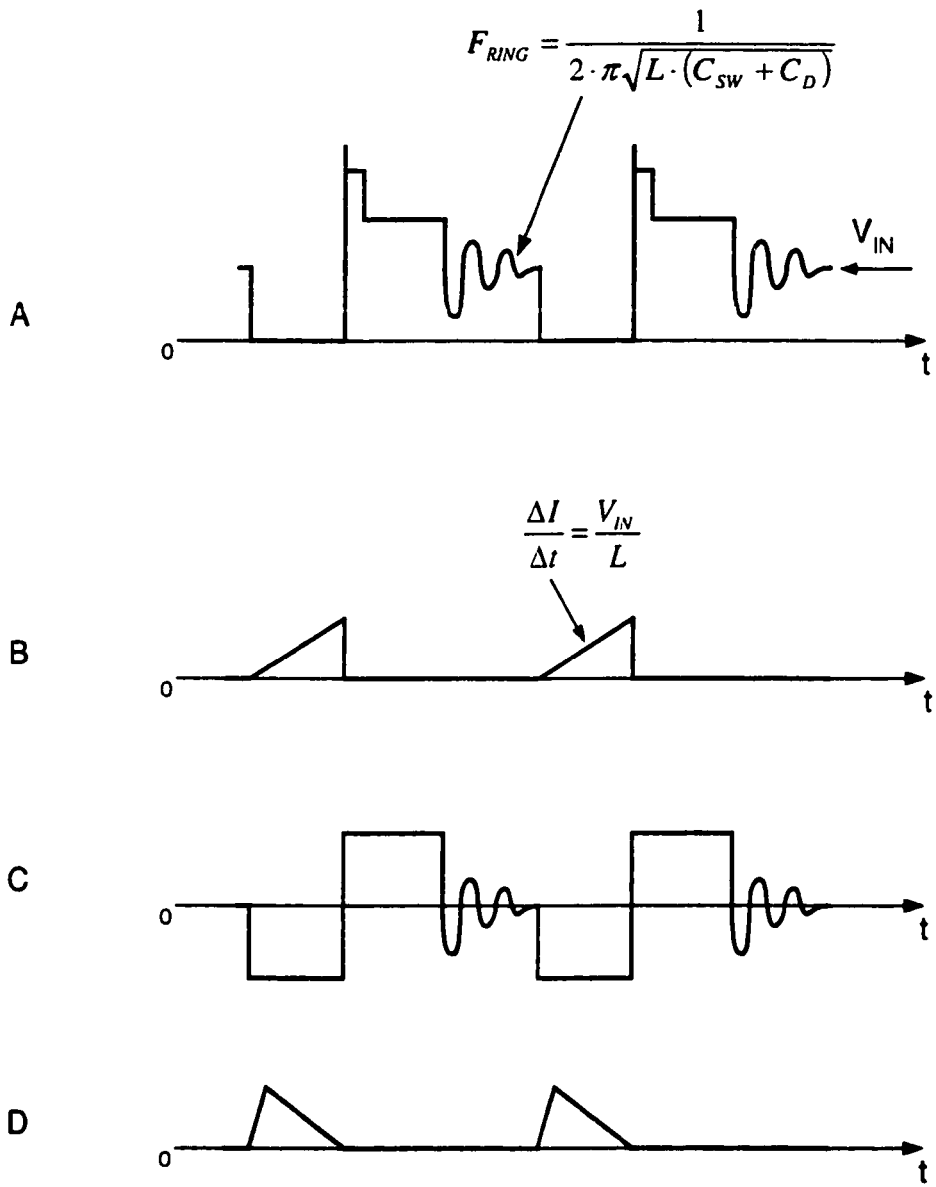 F_RING = 1 / (2 · π√(L · (C_SW + C_D)))
V_IN
A
0
t
ΔI/Δt = V_IN/L
B
0
t
C
0
t
D
0
t